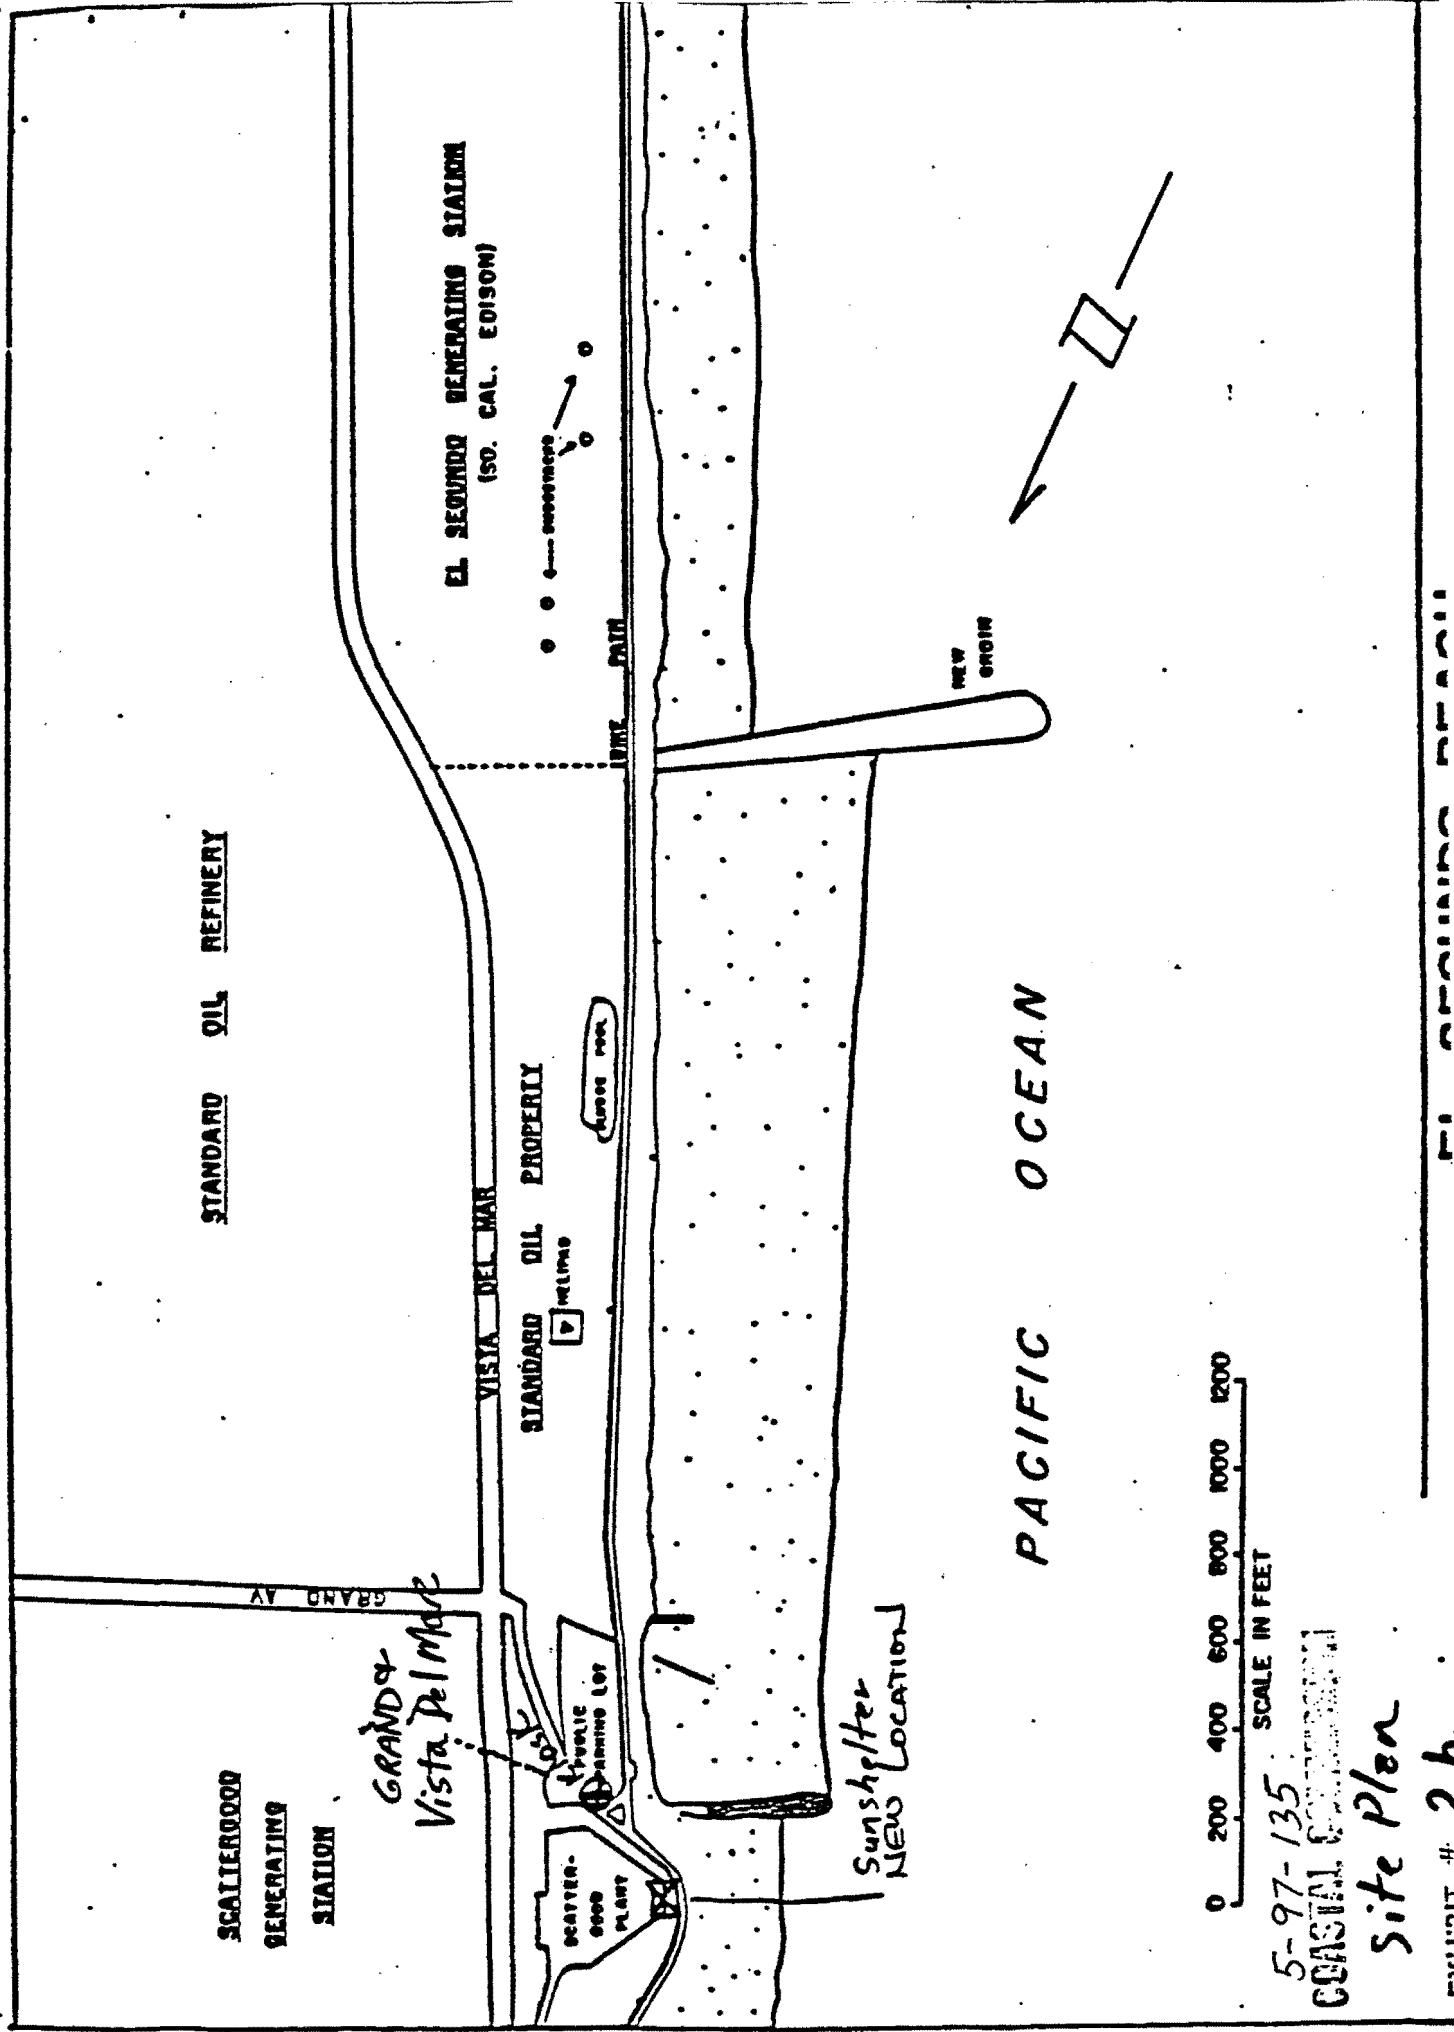 STANDARD OIL REFINERY
EL SEGUNDO GENERATING STATION
(SO. CAL. EDISON)
BIKE PATH
NEW
GROIN
VISTA DEL MAR
STANDARD OIL PROPERTY
HELIPAD
GRAND AV
GRAND &
Vista Del Mar
SCATTERGOOD
GENERATING
STATION
PUBLIC
PARKING LOT
SCATTER-
GOOD
PLANT
Sunshelter
NEW LOCATION
PACIFIC OCEAN
0 200 400 600 800 1000 1200
SCALE IN FEET
5-97-135
COASTAL
Site Plan
EXHIBIT #